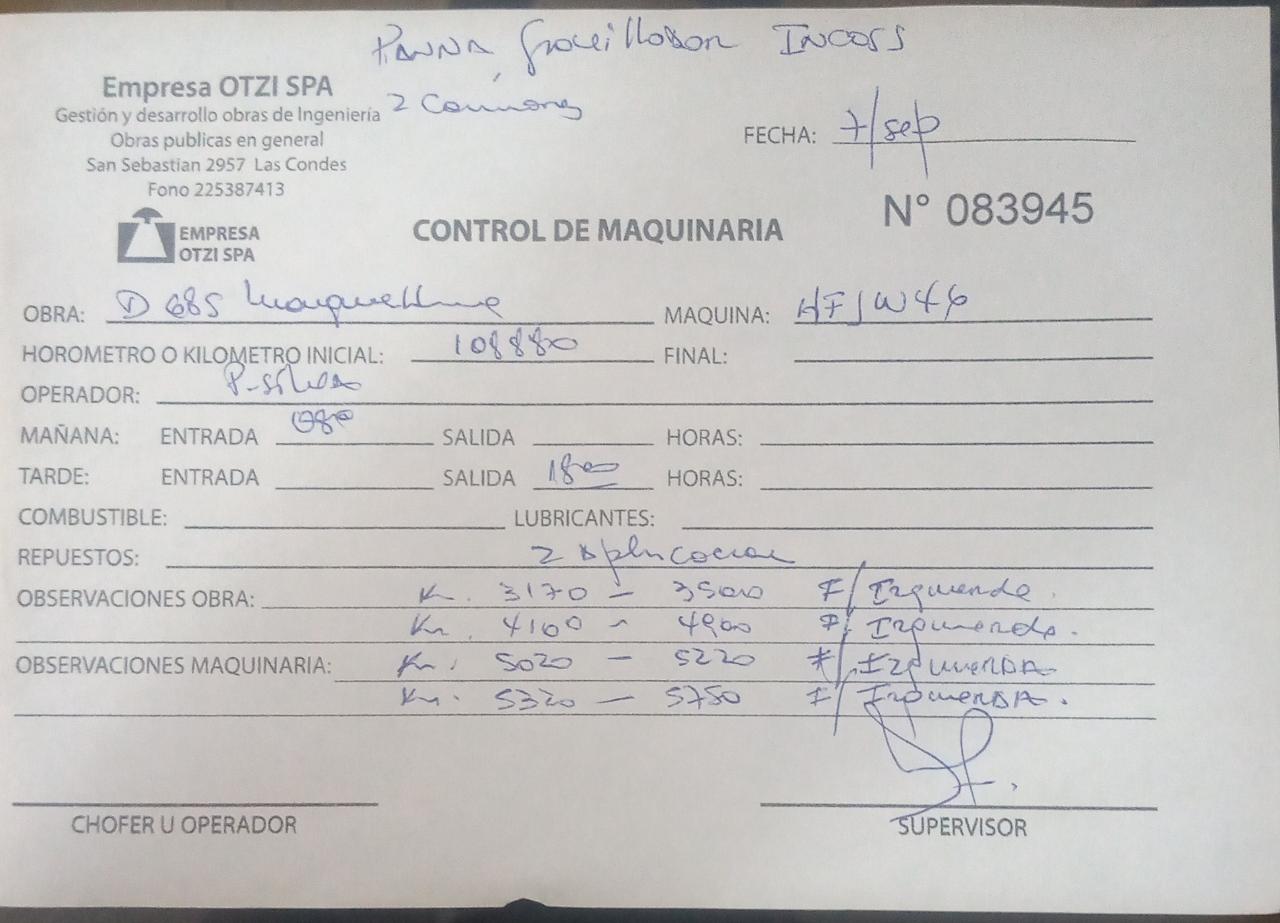 PANNA, Gravilladora INCOSS
2 Camiones
Empresa OTZI SPA
Gestión y desarrollo obras de Ingeniería
Obras publicas en general
San Sebastian 2957 Las Condes
Fono 225387413
FECHA: 7/sep
N° 083945
EMPRESA
OTZI SPA
CONTROL DE MAQUINARIA
OBRA: D 685
MAQUINA: HFJW46
HOROMETRO O KILOMETRO INICIAL: 108880 FINAL:
OPERADOR: P-Silva
MAÑANA: ENTRADA 080 SALIDA HORAS:
TARDE: ENTRADA SALIDA 1800 HORAS:
COMBUSTIBLE: LUBRICANTES:
REPUESTOS: 2 Aplicacion
OBSERVACIONES OBRA: Km. 3170 - 3500 F/ Izquierda.
Km. 4100 - 4900 F/ Izquierda.
OBSERVACIONES MAQUINARIA: Km. 5020 - 5220 F/ IzquierDA
Km. 5320 - 5750 F/ IzquierDA.
CHOFER U OPERADOR
SUPERVISOR